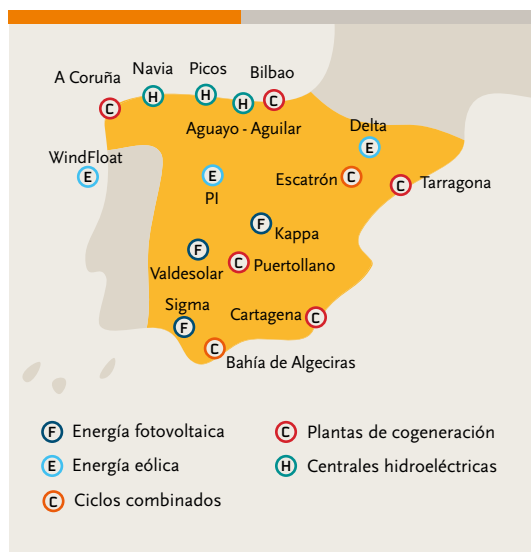 A Coruña
Navia
Picos
Bilbao
C
H
H
H
C
Aguayo - Aguilar
Delta
E
WindFloat
E
E
PI
Escatrón
C
C
Tarragona
F
Kappa
F
Valdesolar
C
Puertollano
Sigma
F
Cartagena
C
C
Bahía de Algeciras
F Energía fotovoltaica
C Plantas de cogeneración
E Energía eólica
H Centrales hidroeléctricas
C Ciclos combinados